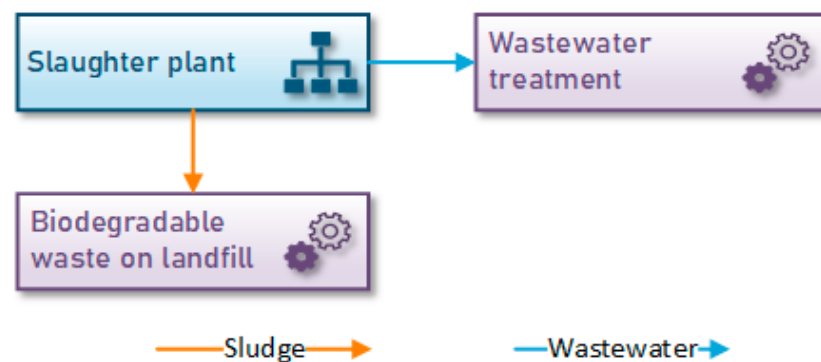 Slaughter plant
Wastewater
treatment
Biodegradable
waste on landfill
Sludge
Wastewater